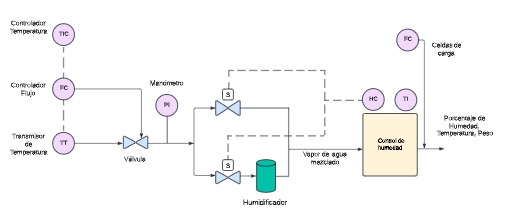 Controlador
Temperatura
TIC
Controlador
Flujo
FC
Transmisor
de
Temperatura
TT
Válvula
Manómetro
PI
S
S
Humidificador
Vapor de agua
mezclado
HC
TI
FC
Celdas de
carga
Control de
humedad
Porcentaje de
Humedad,
Temperatura, Peso